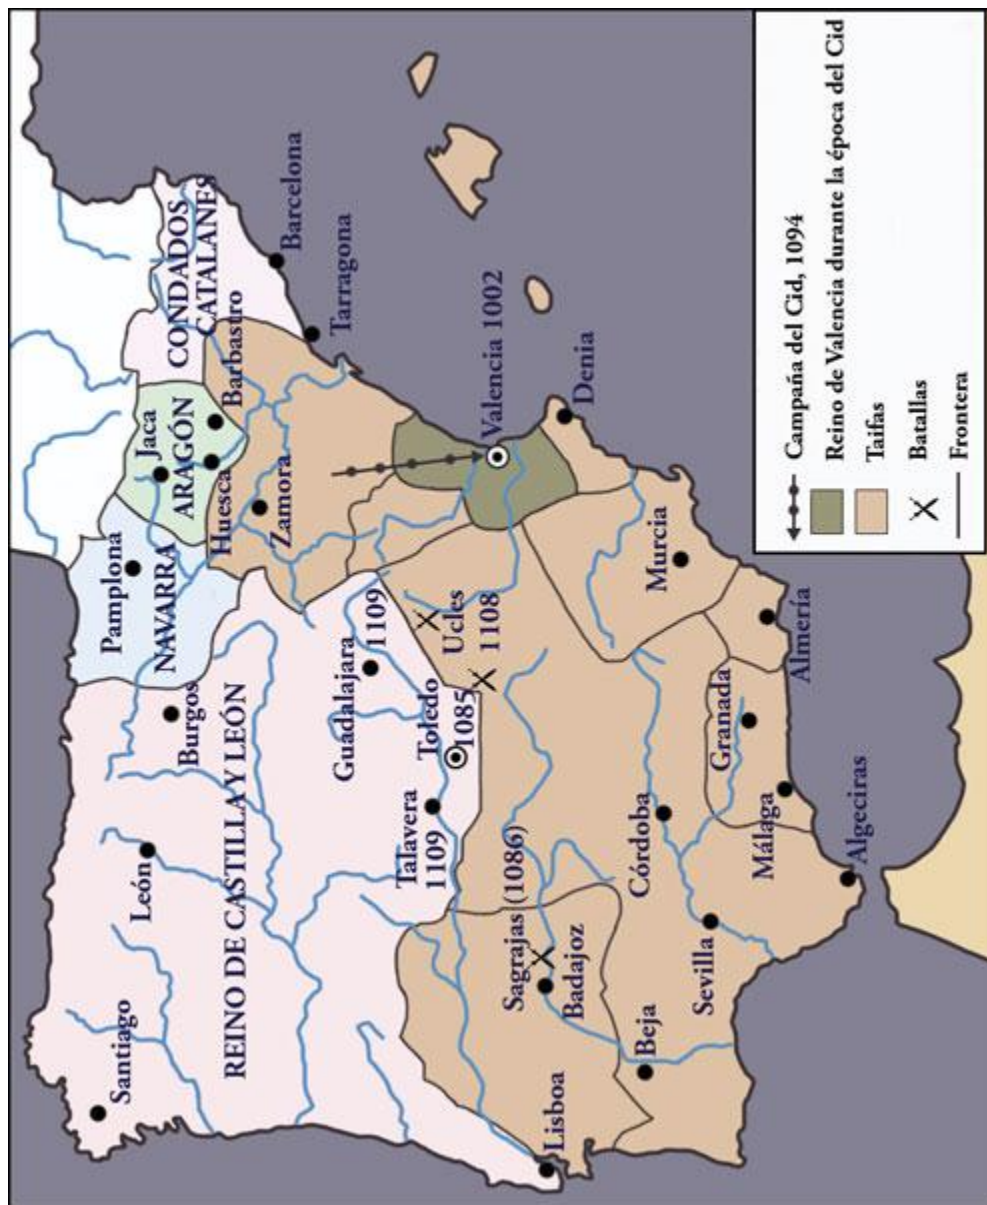 Santiago
León
Burgos
Pamplona
NAVARRA
Jaca
ARAGÓN
Huesca
Barbastro
CONDADOS
CATALANES
Barcelona
Tarragona
Zamora
REINO DE CASTILLA Y LEÓN
Guadalajara
1109
Talavera
1109
Toledo
1085
Ucles
1108
Valencia 1002
Denia
Lisboa
Sagrajas (1086)
Badajoz
Beja
Córdoba
Sevilla
Murcia
Granada
Almería
Málaga
Algeciras
Campaña del Cid, 1094
Reino de Valencia durante la época del Cid
Taifas
Batallas
Frontera